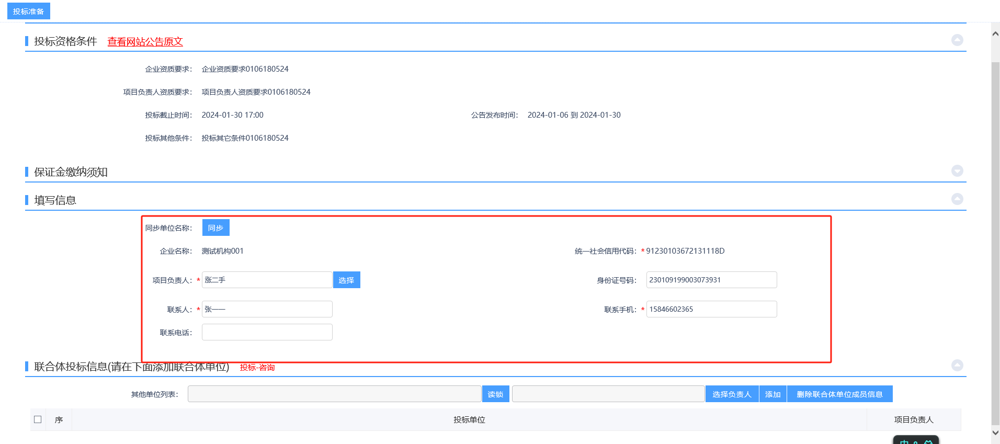 投标准备
投标资格条件 查看网站公告原文
企业资质要求： 企业资质要求0106180524
项目负责人资质要求： 项目负责人资质要求0106180524
投标截止时间： 2024-01-30 17:00 公告发布时间： 2024-01-06 到 2024-01-30
投标其他条件： 投标其它条件0106180524
保证金缴纳须知
填写信息
同步单位名称： 同步
企业名称： 测试机构001 统一社会信用代码：*91230103672131118D
项目负责人：* 张二手 选择 身份证号码： 230109199003073931
联系人：* 张一一 联系手机：* 15846602365
联系电话：
联合体投标信息(请在下面添加联合体单位) 投标-咨询
其他单位列表： 读锁 选择负责人 添加 删除联合体单位成员信息
序 投标单位 项目负责人